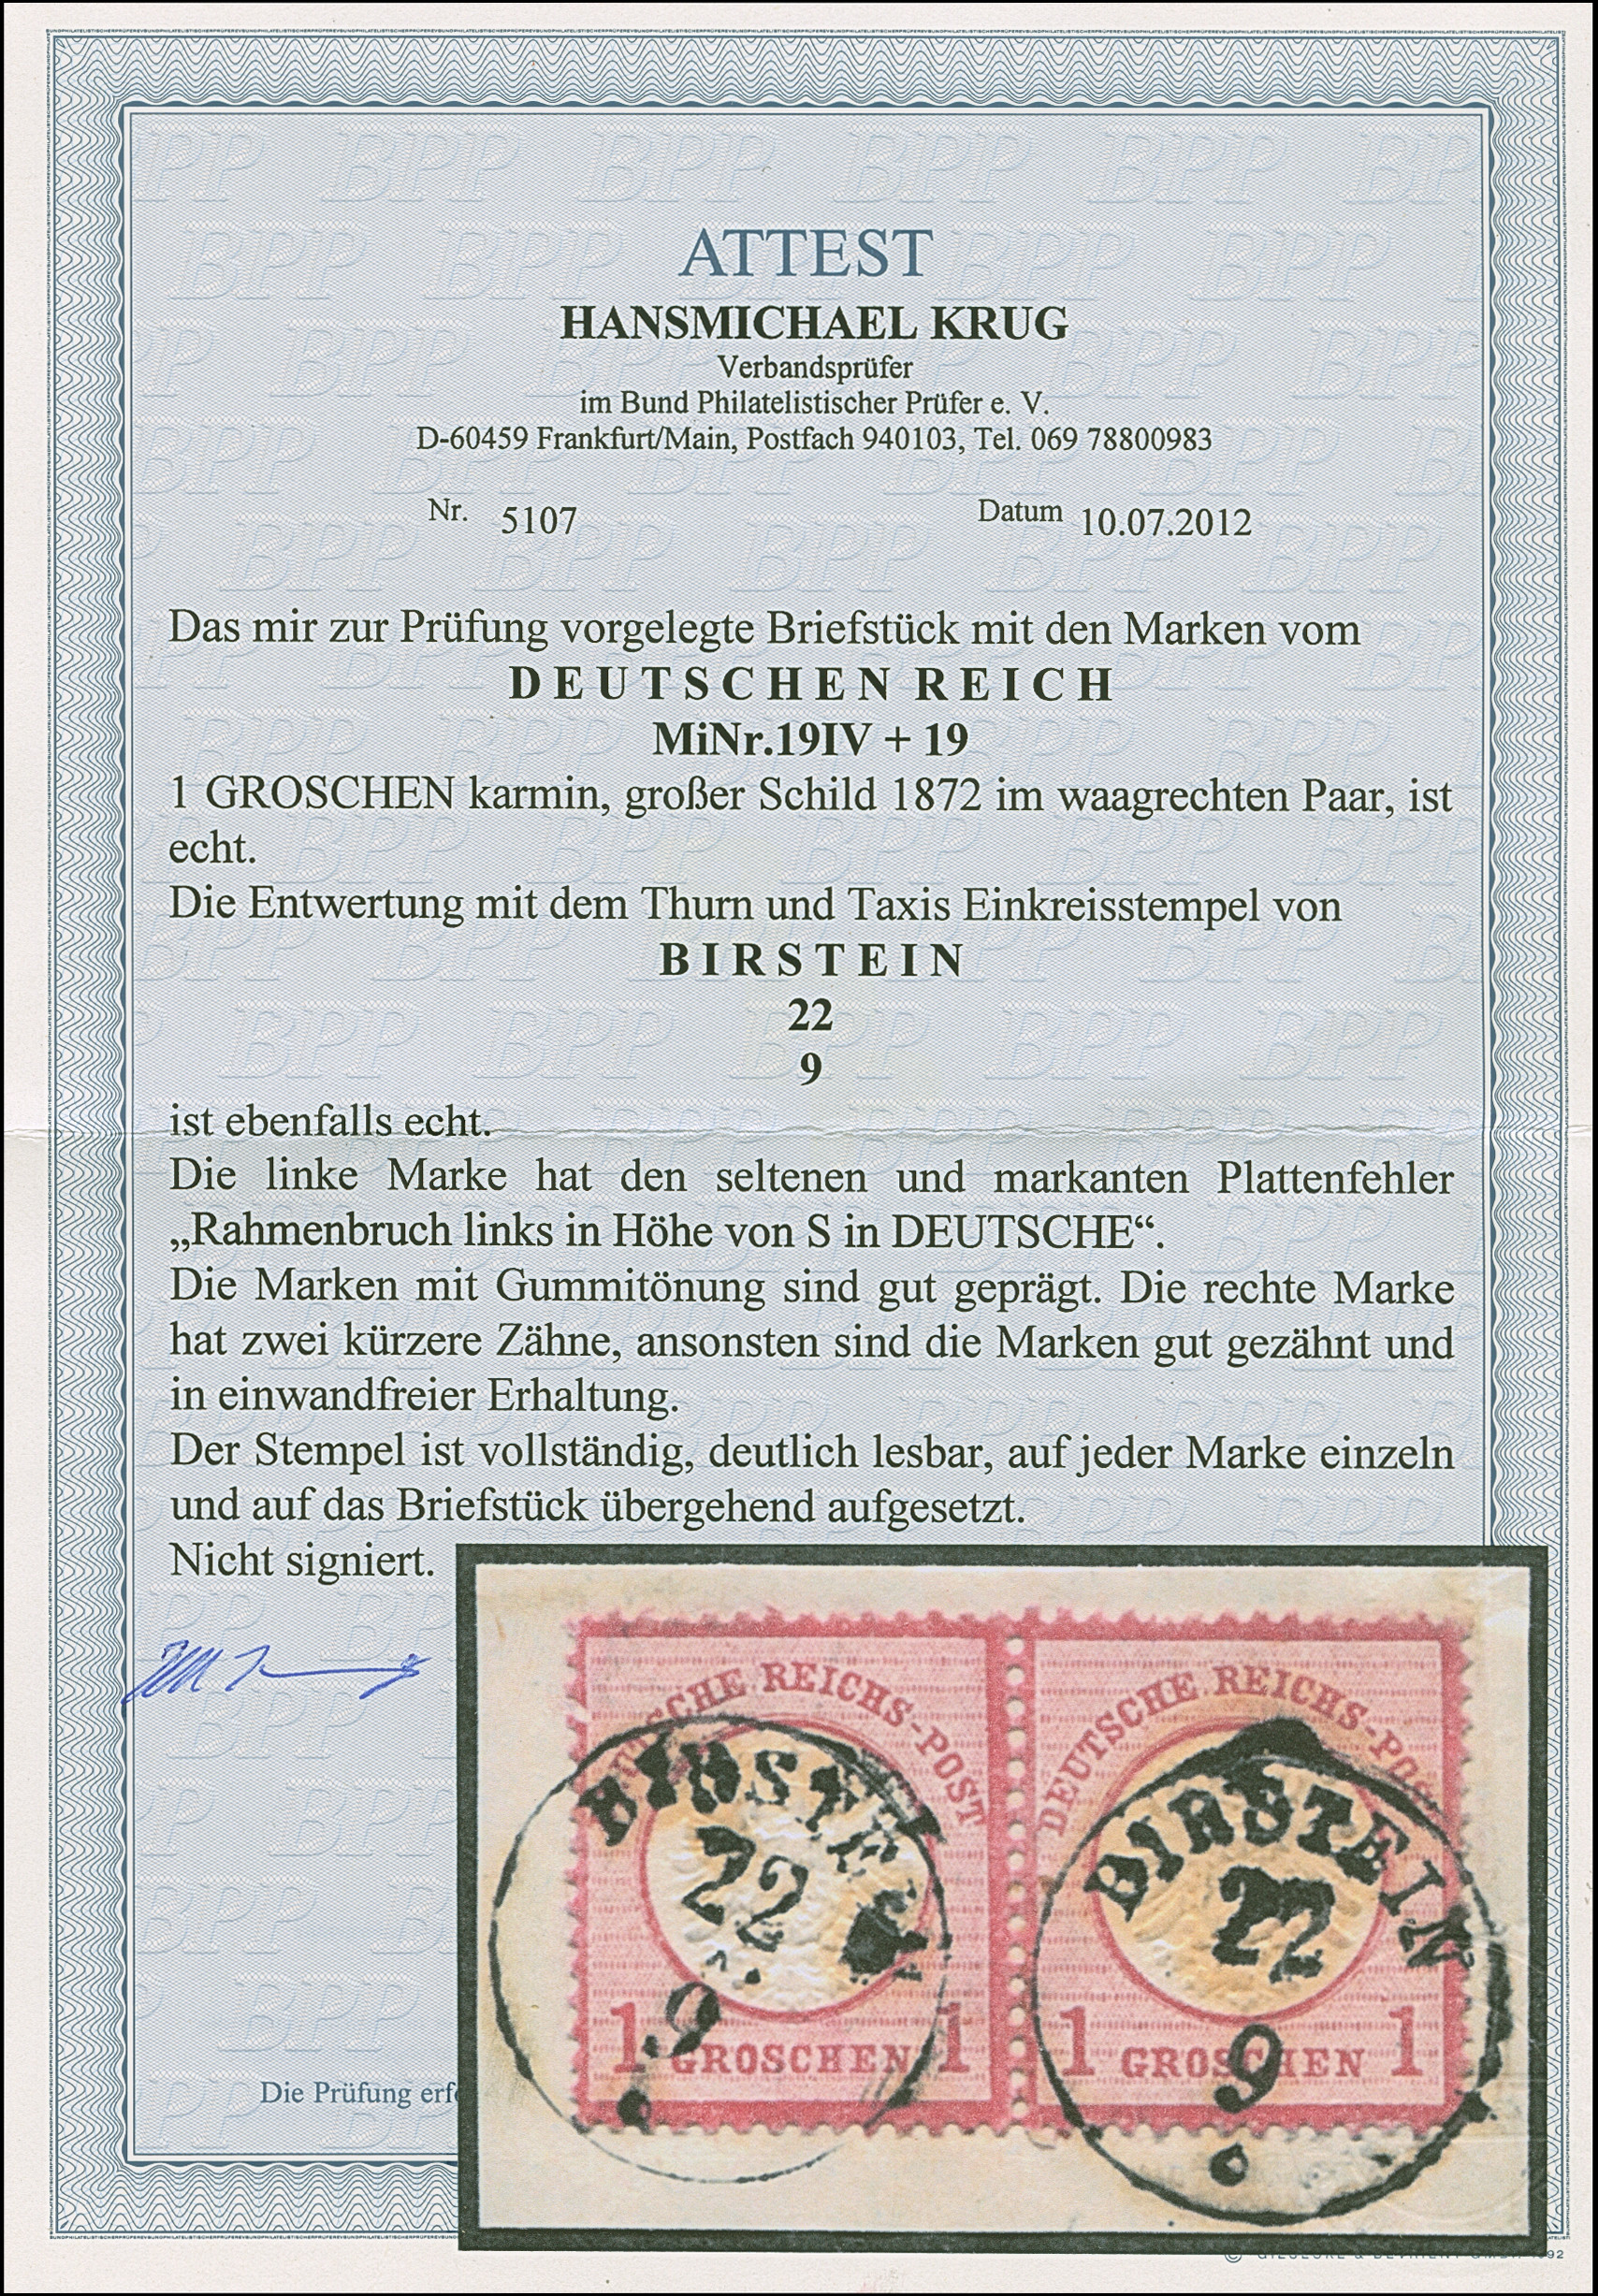 ATTEST
HANSMICHAEL KRUG
Verbandsprüfer
im Bund Philatelistischer Prüfer e. V.
D-60459 Frankfurt/Main, Postfach 940103, Tel. 069 78800983
Nr. 5107 Datum 10.07.2012
Das mir zur Prüfung vorgelegte Briefstück mit den Marken vom
DEUTSCHEN REICH
MiNr.19IV + 19
1 GROSCHEN karmin, großer Schild 1872 im waagrechten Paar, ist
echt.
Die Entwertung mit dem Thurn und Taxis Einkreisstempel von
BIRSTEIN
22
9
ist ebenfalls echt.
Die linke Marke hat den seltenen und markanten Plattenfehler
„Rahmenbruch links in Höhe von S in DEUTSCHE“.
Die Marken mit Gummitönung sind gut geprägt. Die rechte Marke
hat zwei kürzere Zähne, ansonsten sind die Marken gut gezähnt und
in einwandfreier Erhaltung.
Der Stempel ist vollständig, deutlich lesbar, auf jeder Marke einzeln
und auf das Briefstück übergehend aufgesetzt.
Nicht signiert.
REICHS-POST
BIRSTE
22
9
1 GROSCHEN 1
DEUTSCHE REICHS-POST
BIRSTEIN
22
9
1 GROSCHEN 1
Die Prüfung